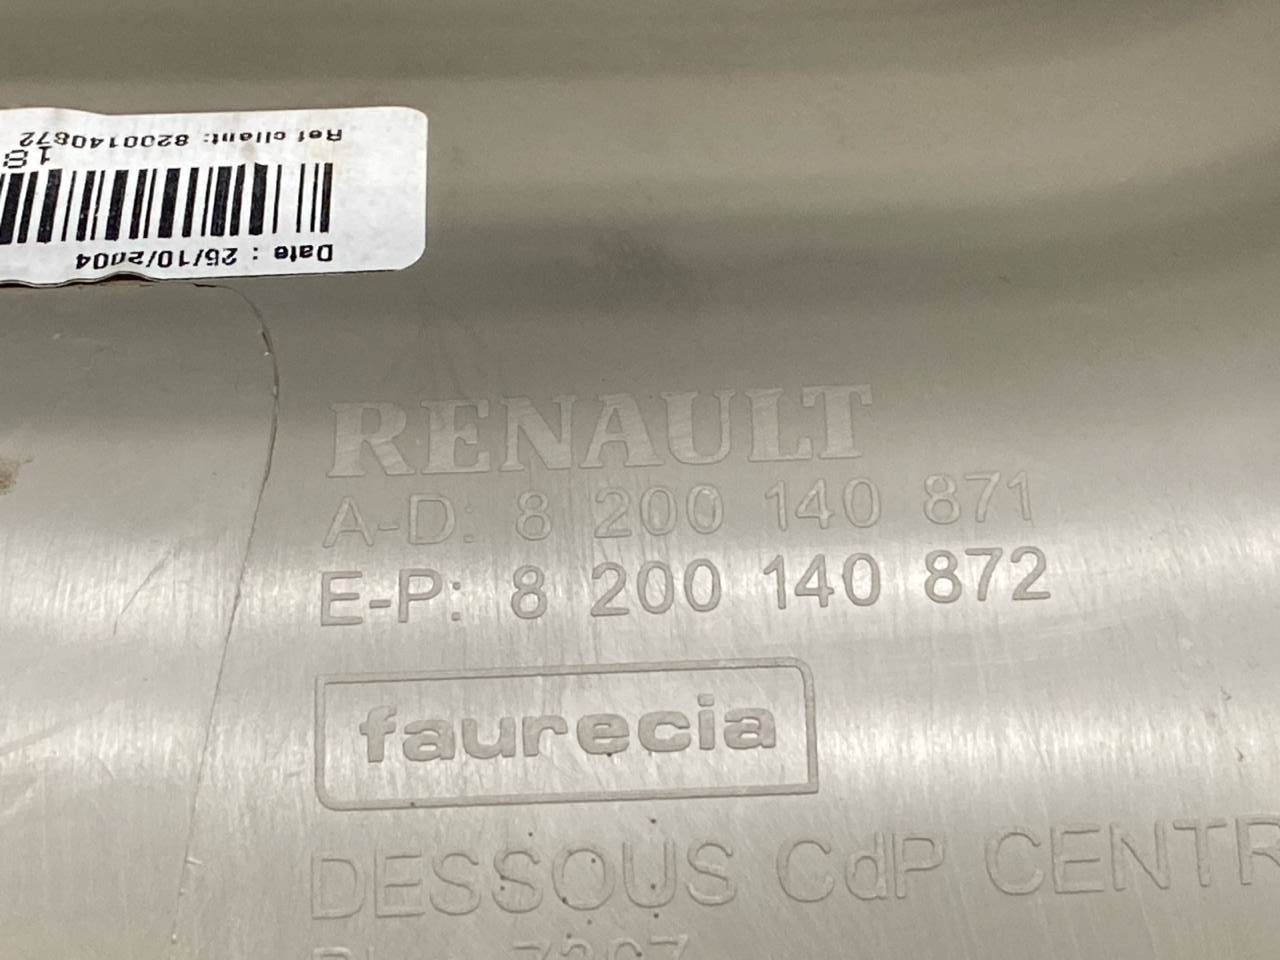 Ref client: 8200140872
18
Date : 25/10/2004
RENAULT
A-D: 8 200 140 871
E-P: 8 200 140 872
faurecia
DESSOUS CdP CENTR